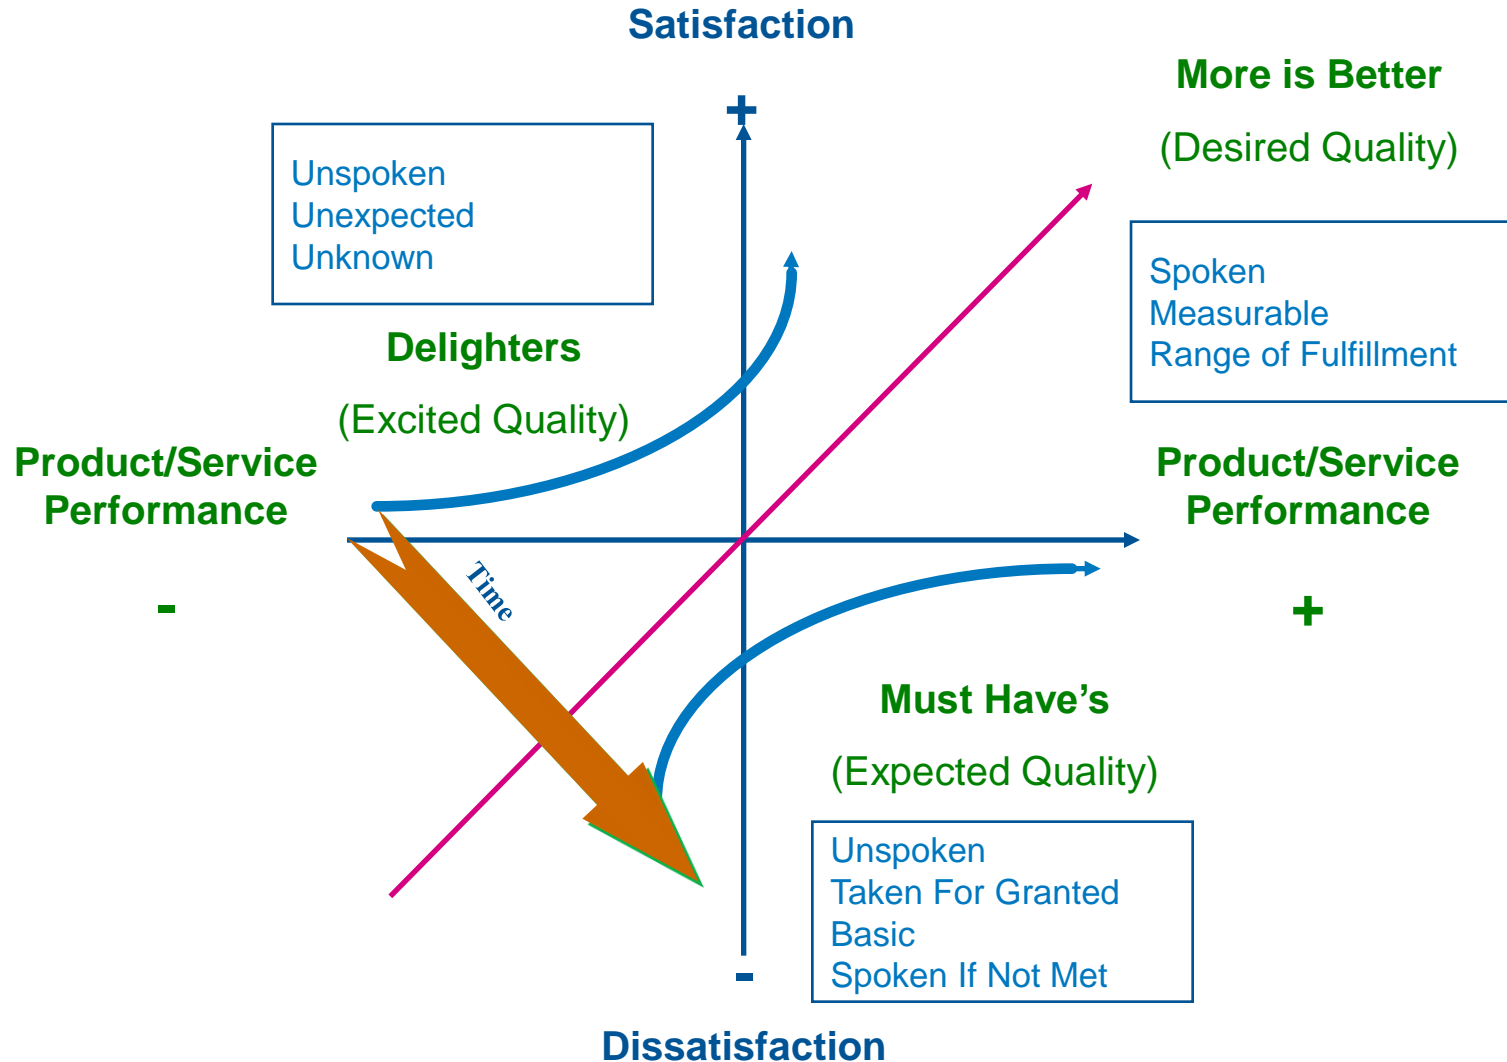 Satisfaction
+
More is Better
(Desired Quality)
Unspoken
Unexpected
Unknown
Spoken
Measurable
Range of Fulfillment
Delighters
(Excited Quality)
Product/Service
Performance
-
Product/Service
Performance
+
Time
Must Have’s
(Expected Quality)
Unspoken
Taken For Granted
Basic
Spoken If Not Met
-
Dissatisfaction